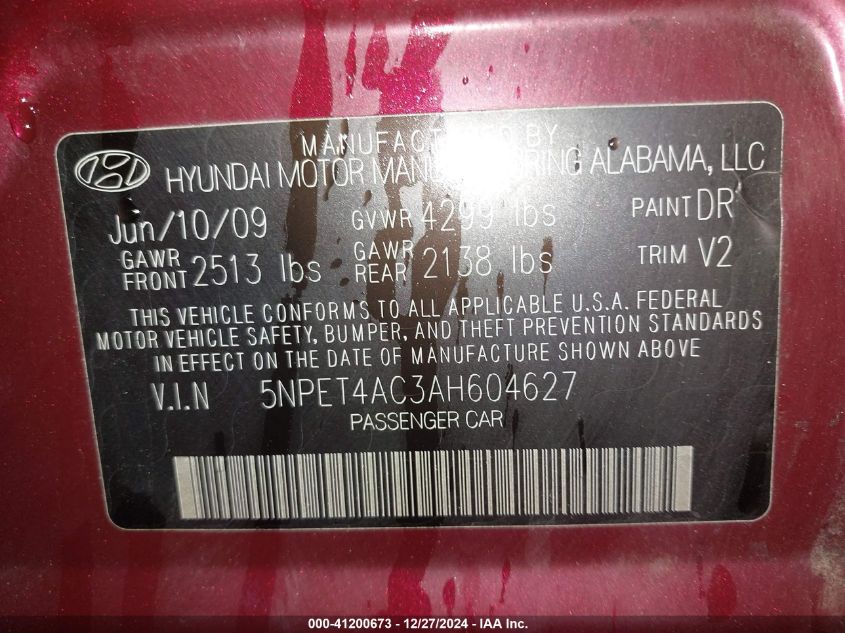 MANUFACTURED BY
HYUNDAI MOTOR MANUFACTURING ALABAMA, LLC
Jun/10/09 GVWR 4299 lbs PAINT DR
GAWR FRONT 2513 lbs GAWR REAR 2138 lbs TRIM V2
THIS VEHICLE CONFORMS TO ALL APPLICABLE U.S.A. FEDERAL
MOTOR VEHICLE SAFETY, BUMPER, AND THEFT PREVENTION STANDARDS
IN EFFECT ON THE DATE OF MANUFACTURE SHOWN ABOVE.
V.I.N 5NPET4AC3AH604627
PASSENGER CAR
000-41200673 - 12/27/2024 - IAA Inc.